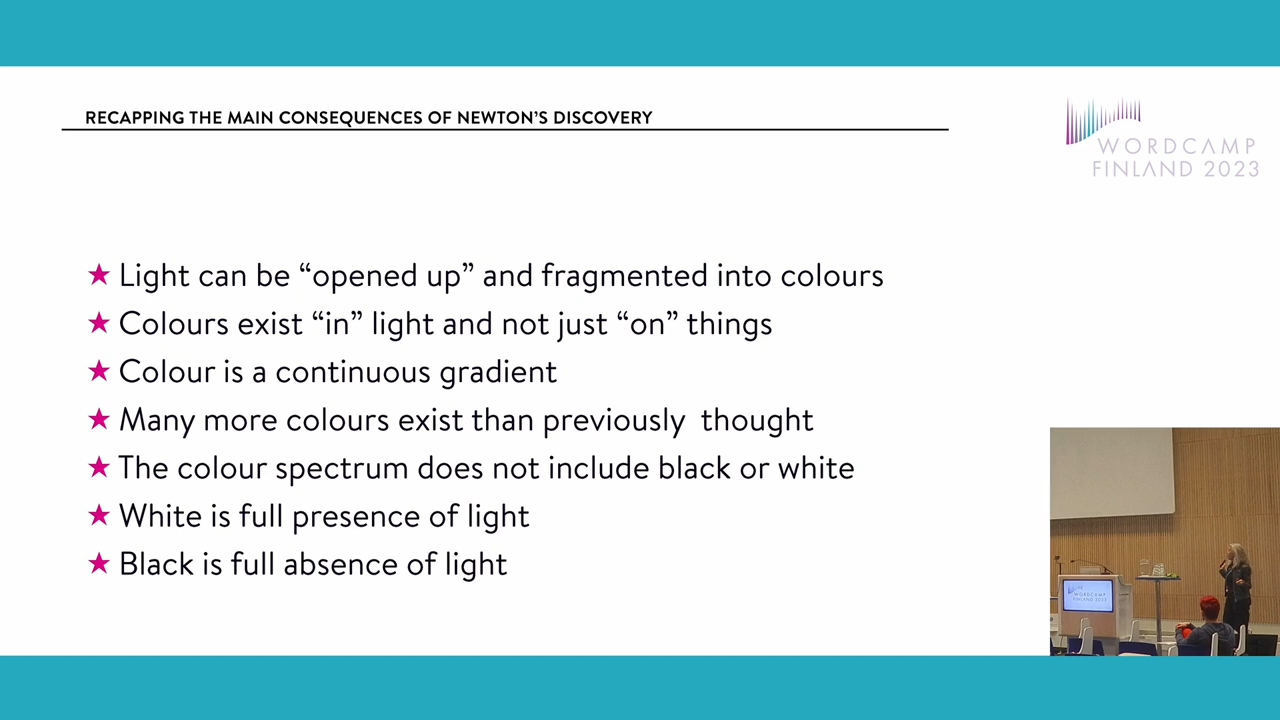 RECAPPING THE MAIN CONSEQUENCES OF NEWTON'S DISCOVERY
WORDCAMP
FINLAND 2023
★ Light can be “opened up” and fragmented into colours
★ Colours exist “in” light and not just “on” things
★ Colour is a continuous gradient
★ Many more colours exist than previously  thought
★ The colour spectrum does not include black or white
★ White is full presence of light
★ Black is full absence of light
WORDCAMP
FINLAND 2023